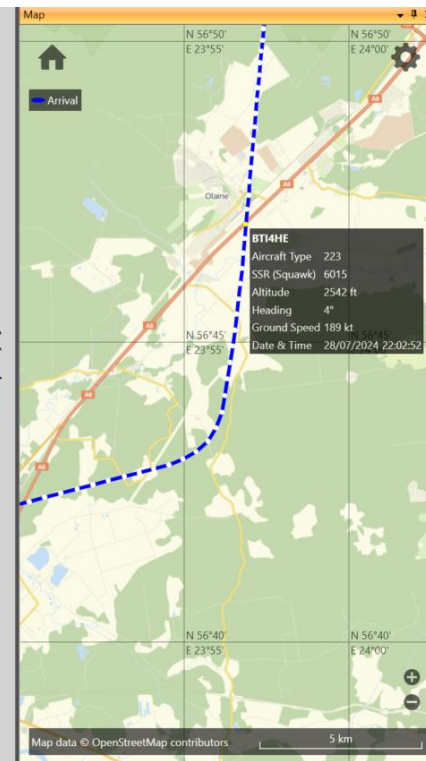 Map
N 56°50'
E 23°55'
N 56°50'
E 24°00'
Arrival
A8
A8
Olaine
BTI4HE
Aircraft Type 223
SSR (Squawk) 6015
Altitude 2542 ft
Heading 4°
Ground Speed 189 kt
Date & Time 28/07/2024 22:02:52
N 56°45'
E 23°55'
A8
A8
A8
N 56°40'
E 23°55'
N 56°40'
E 24°00'
Map data © OpenStreetMap contributors
5 km